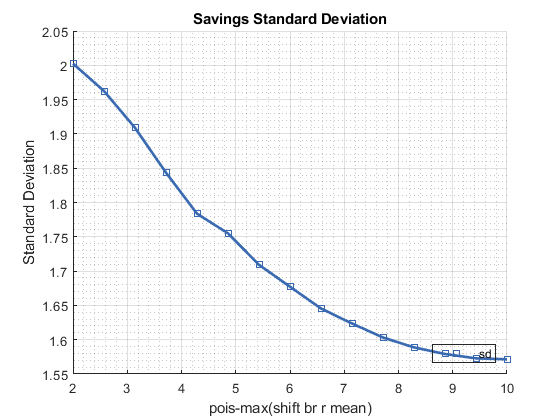 Savings Standard Deviation
2.05
2
1.95
1.9
1.85
1.8
1.75
1.7
1.65
1.6
1.55
Standard Deviation
sd
2 3 4 5 6 7 8 9 10
pois-max(shift br r mean)